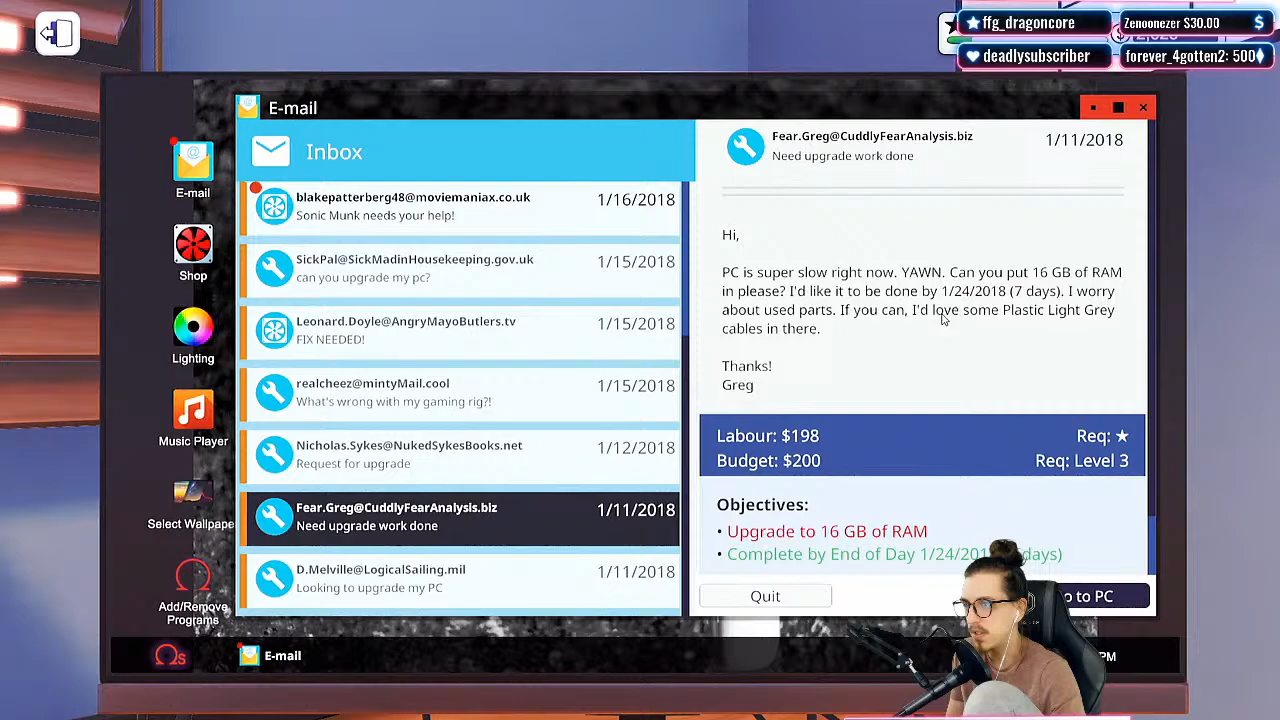 ffg_dragoncore
Zenoonezer $30.00
deadlysubscriber
forever_4gotten2: 500
E-mail
E-mail
Shop
Lighting
Music Player
Select Wallpape
Add/Remove
Programs
Inbox
blakepatterberg48@moviemaniax.co.uk
1/16/2018
Sonic Munk needs your help!
SickPal@SickMadinHousekeeping.gov.uk
1/15/2018
can you upgrade my pc?
Leonard.Doyle@AngryMayoButlers.tv
1/15/2018
FIX NEEDED!
realcheez@mintyMail.cool
1/15/2018
What's wrong with my gaming rig?!
Nicholas.Sykes@NukedSykesBooks.net
1/12/2018
Request for upgrade
Fear.Greg@CuddlyFearAnalysis.biz
1/11/2018
Need upgrade work done
D.Melville@LogicalSailing.mil
1/11/2018
Looking to upgrade my PC
Fear.Greg@CuddlyFearAnalysis.biz
1/11/2018
Need upgrade work done
Hi,
PC is super slow right now. YAWN. Can you put 16 GB of RAM
in please? I'd like it to be done by 1/24/2018 (7 days). I worry
about used parts. If you can, I'd love some Plastic Light Grey
cables in there.
Thanks!
Greg
Labour: $198
Req: ★
Budget: $200
Req: Level 3
Objectives:
• Upgrade to 16 GB of RAM
• Complete by End of Day 1/24/201 days)
Quit
o to PC
E-mail
PM